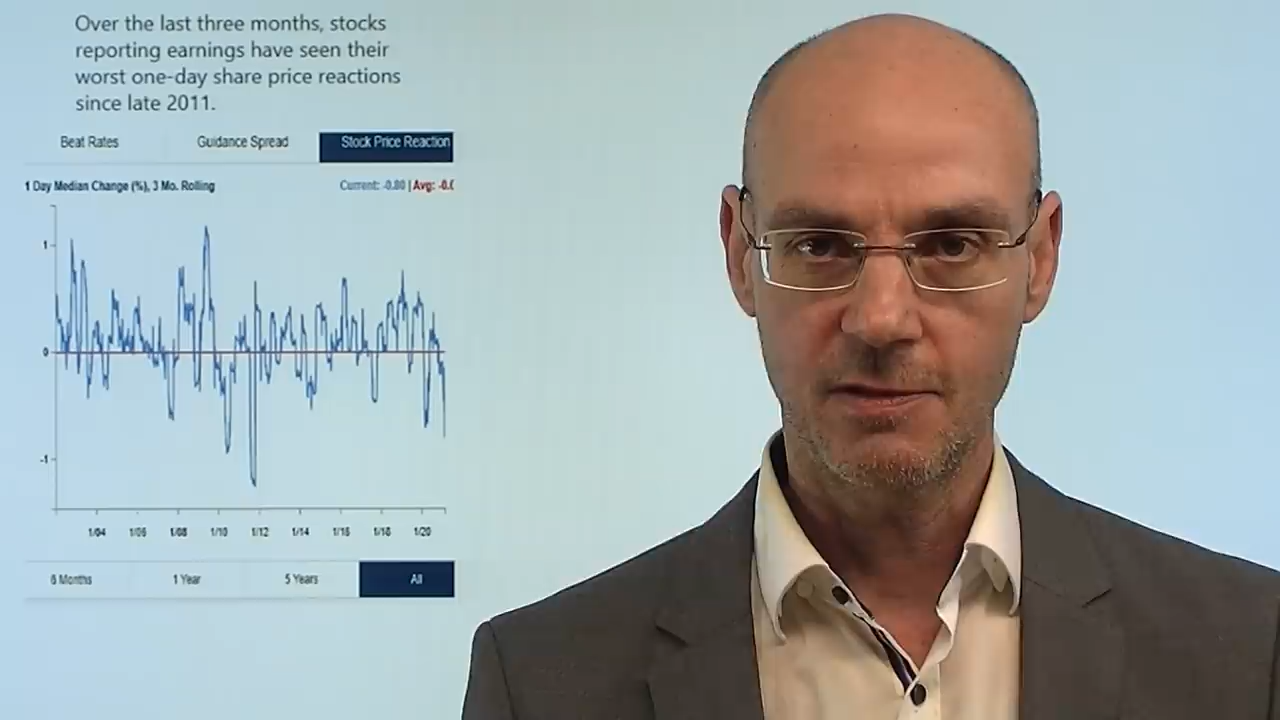 Over the last three months, stocks
reporting earnings have seen their
worst one-day share price reactions
since late 2011.
Beat Rates Guidance Spread Stock Price Reaction
1 Day Median Change (%), 3 Mo. Rolling Current: -0.80 | Avg: -0.0
1
0
-1
1/04 1/06 1/08 1/10 1/12 1/14 1/16 1/18 1/20
6 Months 1 Year 5 Years All